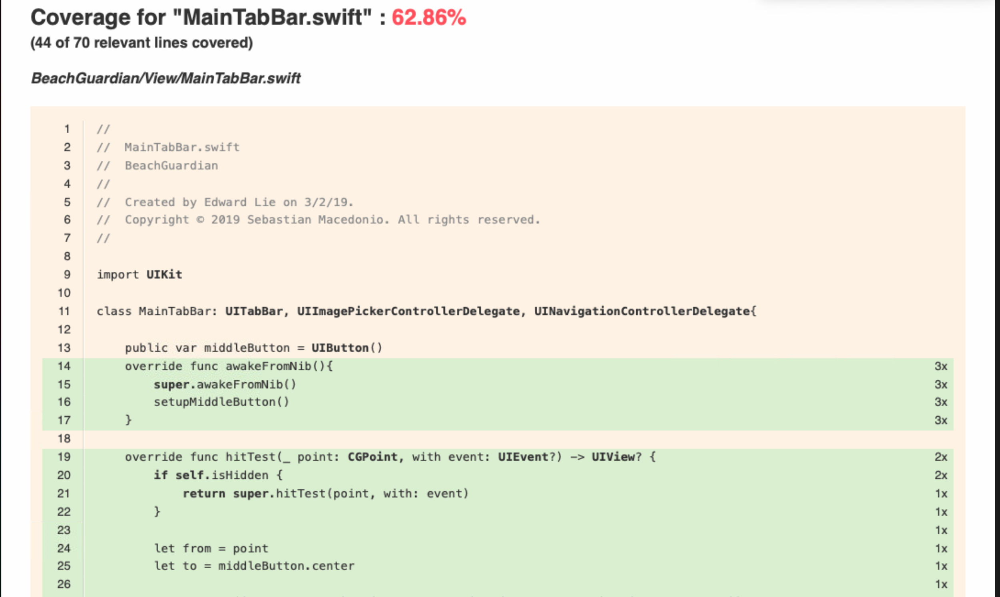 Coverage for "MainTabBar.swift" : 62.86%
(44 of 70 relevant lines covered)
BeachGuardian/View/MainTabBar.swift
1 //
2 //  MainTabBar.swift
3 //  BeachGuardian
4 //
5 //  Created by Edward Lie on 3/2/19.
6 //  Copyright © 2019 Sebastian Macedonio. All rights reserved.
7 //
8
9 import UIKit
10
11 class MainTabBar: UITabBar, UIImagePickerControllerDelegate, UINavigationControllerDelegate{
12
13     public var middleButton = UIButton()
14     override func awakeFromNib(){ 3x
15         super.awakeFromNib() 3x
16         setupMiddleButton() 3x
17     } 3x
18
19     override func hitTest(_ point: CGPoint, with event: UIEvent?) -> UIView? { 2x
20         if self.isHidden { 2x
21             return super.hitTest(point, with: event) 1x
22         } 1x
23 1x
24         let from = point 1x
25         let to = middleButton.center 1x
26 1x